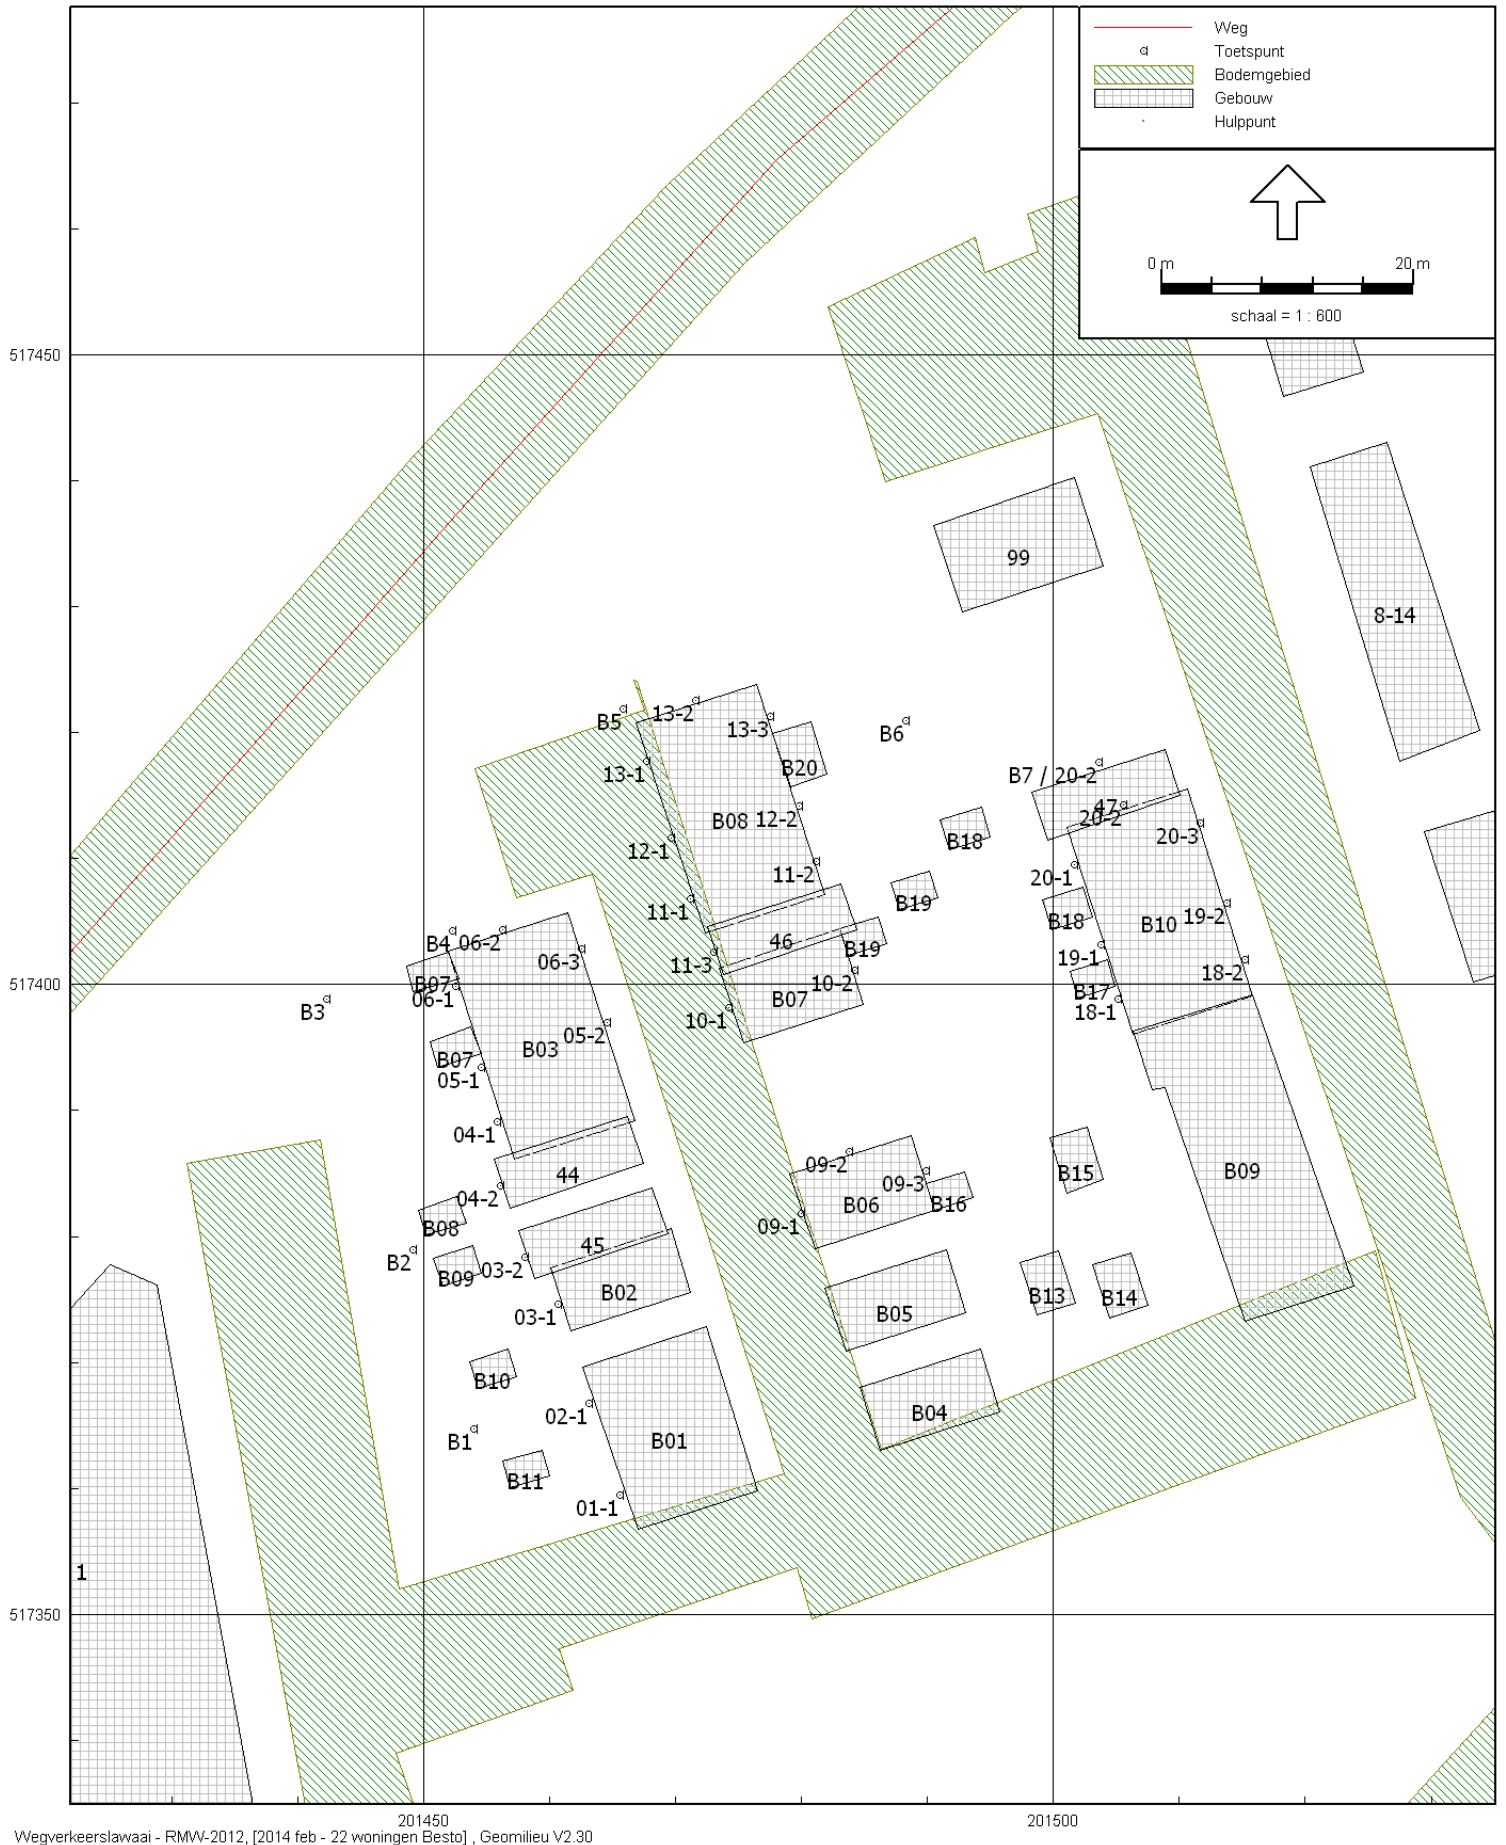 Weg
Toetspunt
Bodemgebied
Gebouw
Hulppunt
0 m 20 m
schaal = 1 : 600
517450
99
8-14
B5
13-2
13-3
B6
13-1
B20
B7 / 20-2
47
20-2
20-3
B08
12-2
12-1
B18
11-2
20-1
11-1
B19
B18
B10
19-2
B4
06-2
06-3
46
B19
11-3
19-1
18-2
517400
B07
06-1
10-2
B17
B3
B07
10-1
18-1
05-2
B03
B07
05-1
04-1
09-2
44
09-3
B15
B09
04-2
B06
B16
B08
09-1
B2
45
03-2
B09
B02
B13
B14
03-1
B05
B10
02-1
B04
B1
B01
B11
01-1
1
517350
201450
201500
Wegverkeerslawaai - RMW-2012, [2014 feb - 22 woningen Besto] , Geomilieu V2.30